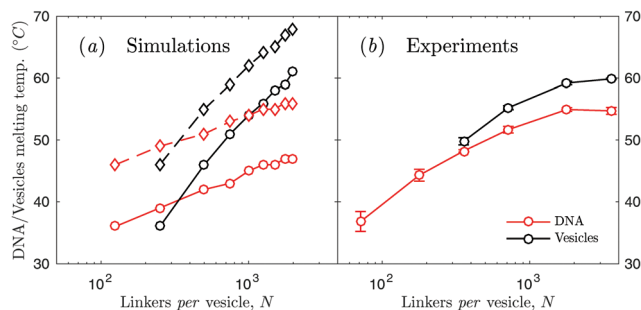 (a) Simulations
(b) Experiments
DNA/Vesicles melting temp. (°C)
70
60
50
40
30
70
60
50
40
30
10²
10³
10²
10³
Linkers per vesicle, N
Linkers per vesicle, N
DNA
Vesicles